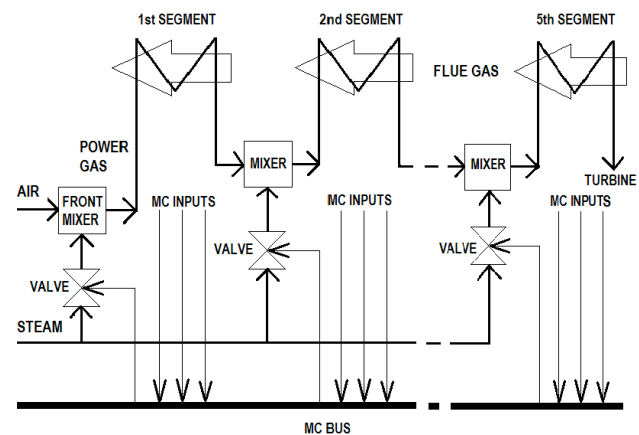 1st SEGMENT
2nd SEGMENT
5th SEGMENT
FLUE GAS
POWER
GAS
MIXER
MIXER
TURBINE
AIR
FRONT
MIXER
MC INPUTS
MC INPUTS
MC INPUTS
VALVE
VALVE
VALVE
STEAM
MC BUS